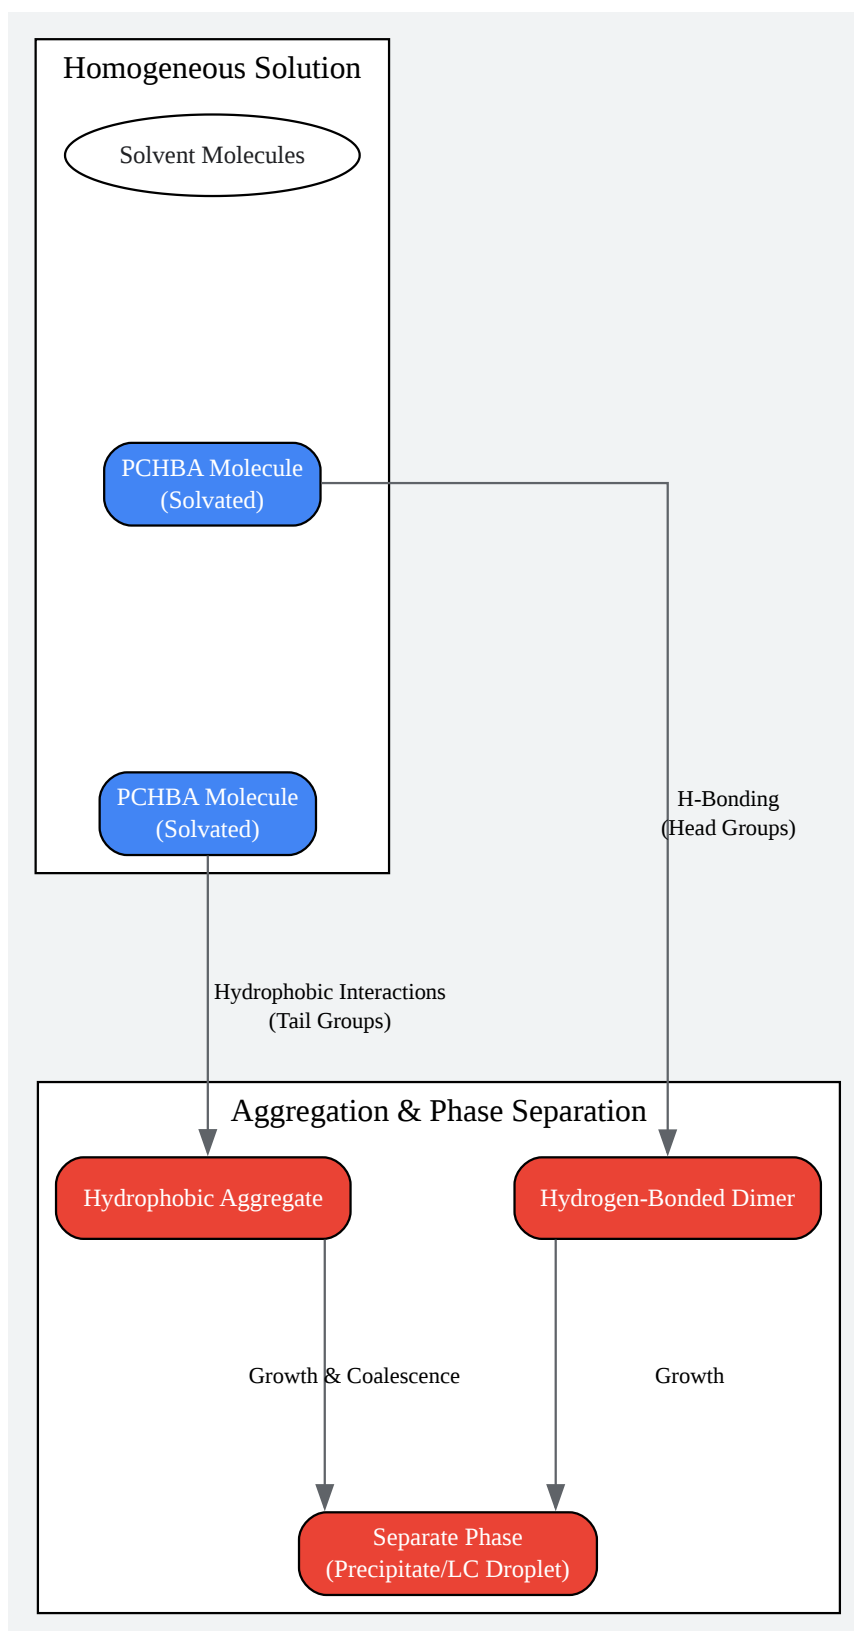 Homogeneous Solution
Solvent Molecules
PCHBA Molecule
(Solvated)
PCHBA Molecule
(Solvated)
H-Bonding
(Head Groups)
Hydrophobic Interactions
(Tail Groups)
Aggregation & Phase Separation
Hydrophobic Aggregate
Hydrogen-Bonded Dimer
Growth & Coalescence
Growth
Separate Phase
(Precipitate/LC Droplet)